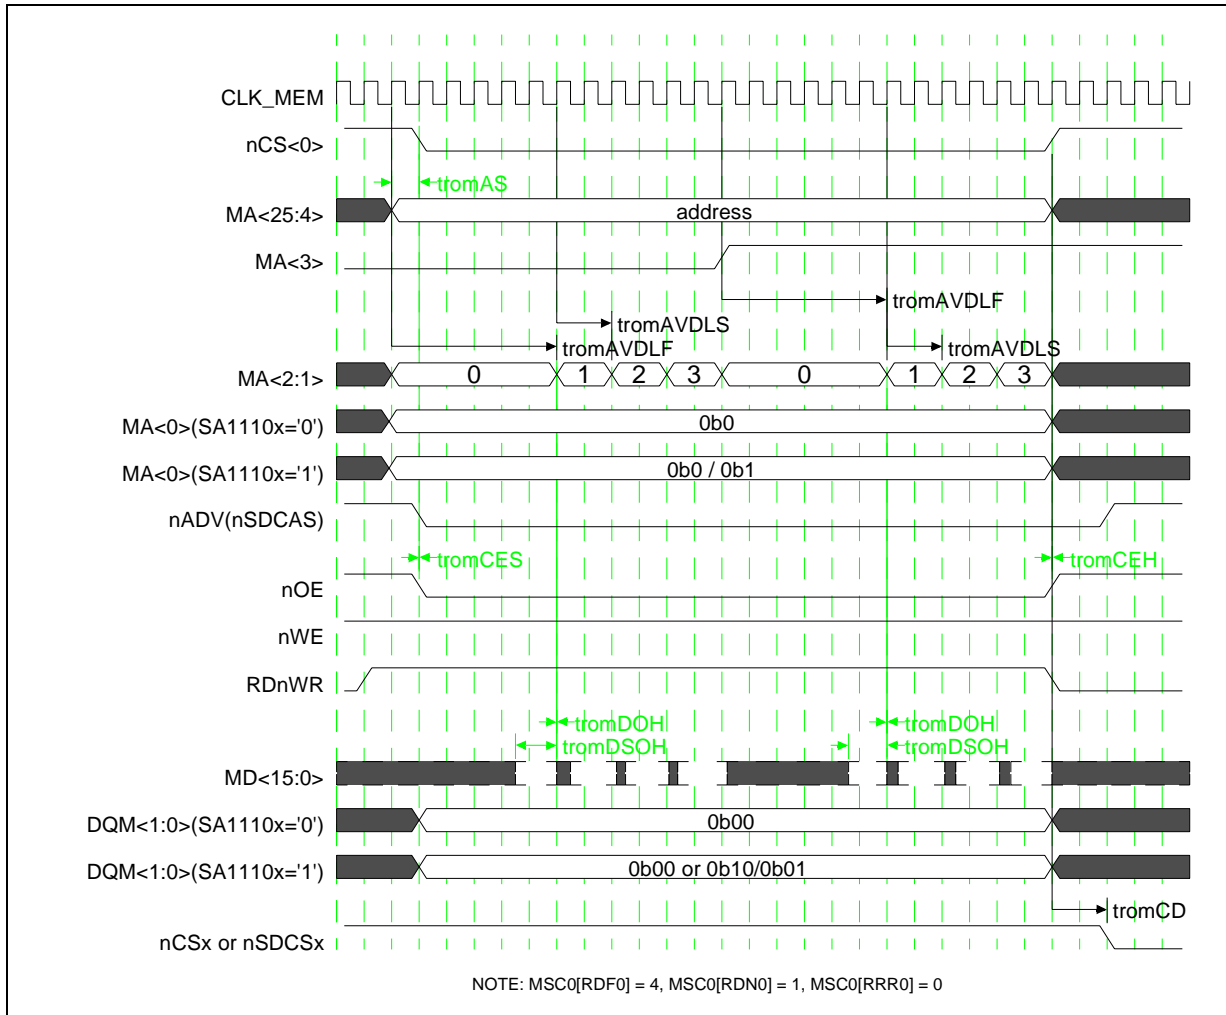 CLK_MEM
nCS<0>
tromAS
MA<25:4>
address
MA<3>
tromAVDLF
tromAVDLS
tromAVDLF
tromAVDLS
MA<2:1>
0 1 2 3 0 1 2 3
MA<0>(SA1110x='0')
0b0
MA<0>(SA1110x='1')
0b0 / 0b1
nADV(nSDCAS)
tromCES
tromCEH
nOE
nWE
RDnWR
tromDOH
tromDOH
tromDSOH
tromDSOH
MD<15:0>
DQM<1:0>(SA1110x='0')
0b00
DQM<1:0>(SA1110x='1')
0b00 or 0b10/0b01
tromCD
nCSx or nSDCSx
NOTE: MSC0[RDF0] = 4, MSC0[RDN0] = 1, MSC0[RRR0] = 0